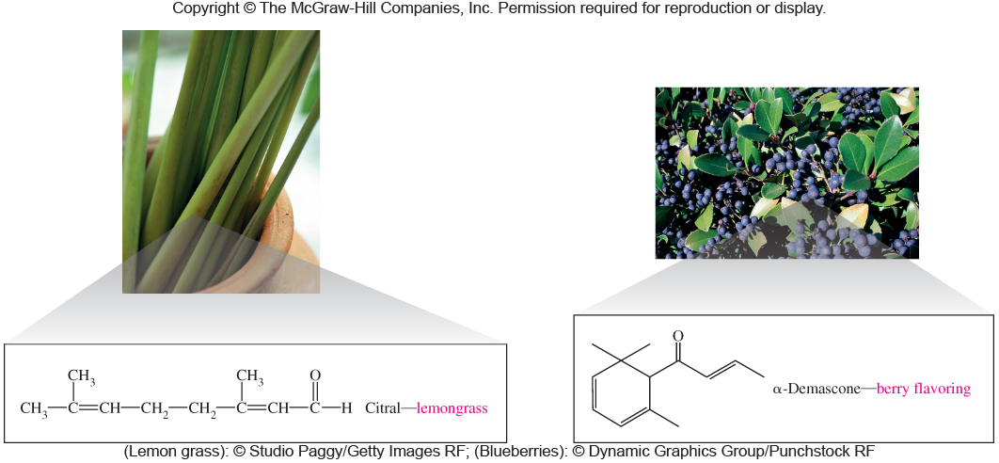 Copyright © The McGraw-Hill Companies, Inc. Permission required for reproduction or display.
CH₃ CH₃ O
CH₃—C=CH—CH₂—CH₂—C=CH—C—H Citral—lemongrass
O
α-Demascone—berry flavoring
(Lemon grass): © Studio Paggy/Getty Images RF; (Blueberries): © Dynamic Graphics Group/Punchstock RF